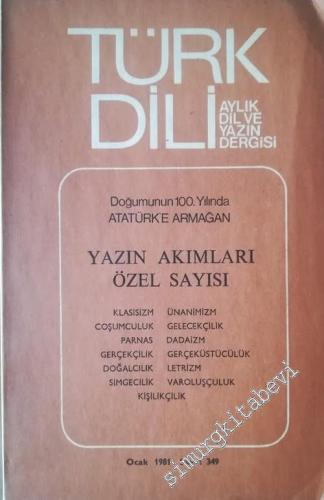 TÜRK
DİLİ
AYLIK
DİL VE
YAZIN
DERGİSİ
Doğumunun 100. Yılında
ATATÜRK'E ARMAĞAN
YAZIN AKIMLARI
ÖZEL SAYISI
KLASİSİZM ÜNANİMİZM
COŞUMCULUK GELECEKÇİLİK
PARNAS DADAİZM
GERÇEKÇİLİK GERÇEKÜSTÜCÜLÜK
DOĞALCILIK LETRİZM
SİMGECİLİK VAROLUŞÇULUK
KİŞİLİKÇİLİK
Ocak 1981 349
simurgkitabevi